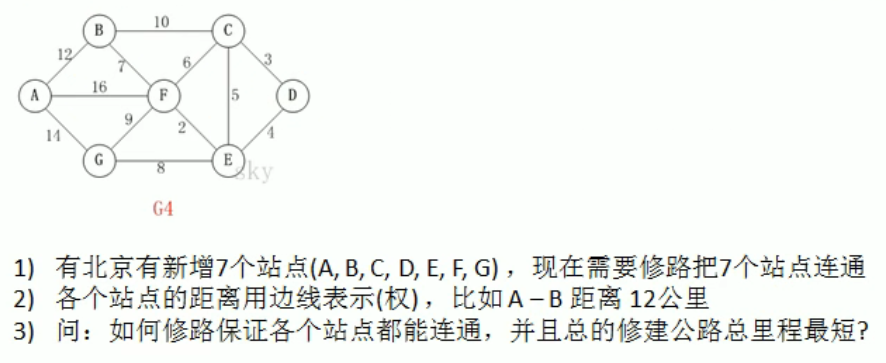 B 10 C
12 7 6 3
A 16 F 5 D
14 9 2 4
G 8 E
sky
G4
1) 有北京有新增7个站点(A, B, C, D, E, F, G) ，现在需要修路把7个站点连通
2) 各个站点的距离用边线表示(权) ，比如 A – B 距离 12公里
3) 问：如何修路保证各个站点都能连通，并且总的修建公路总里程最短?